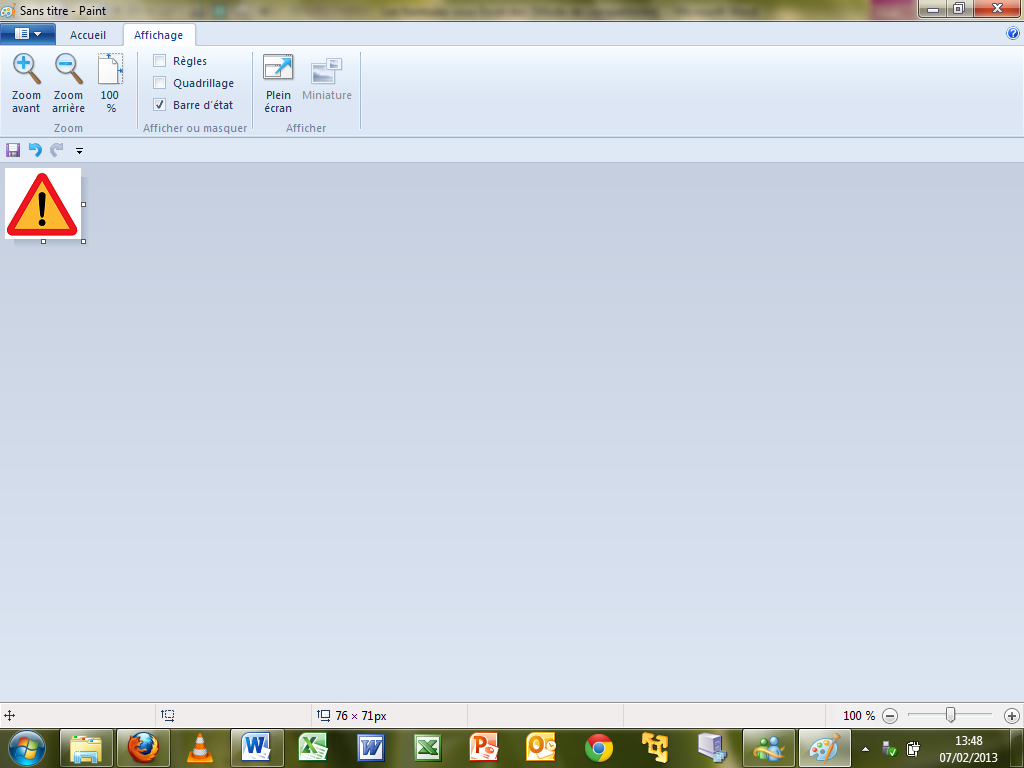 Sans titre - Paint
Accueil
Affichage
Zoom avant
Zoom arrière
100 %
Règles
Quadrillage
Barre d'état
Plein écran
Miniature
Zoom
Afficher ou masquer
Afficher
76 × 71px
100 %
13:48
07/02/2013